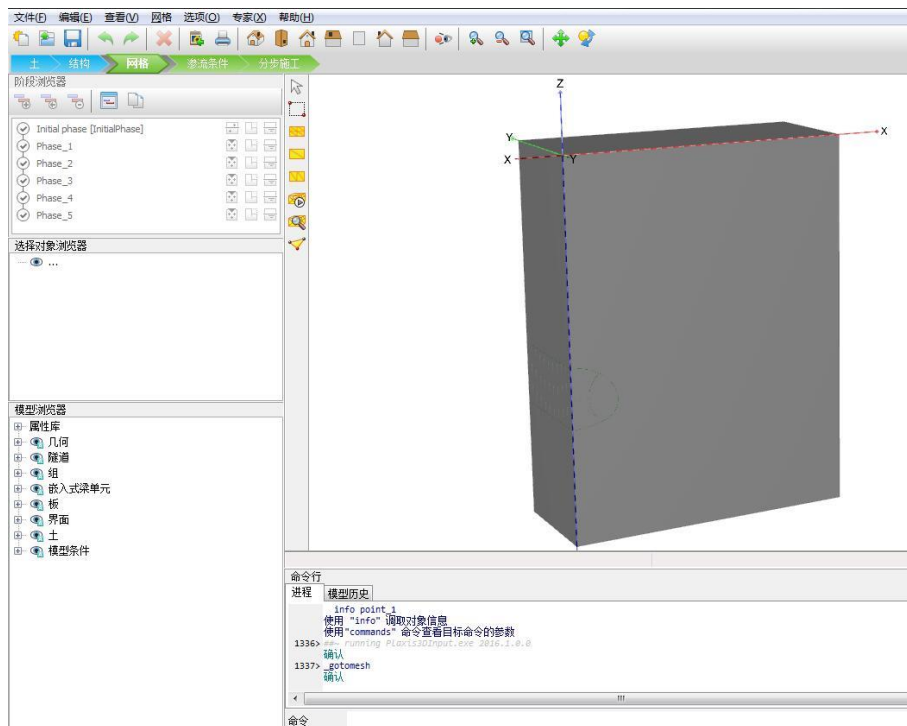 文件(F) 编辑(E) 查看(V) 网格 选项(O) 专家(X) 帮助(H)
土 结构 网格 渗流条件 分步施工
阶段浏览器
Initial phase [InitialPhase]
Phase_1
Phase_2
Phase_3
Phase_4
Phase_5
选择对象浏览器
...
模型浏览器
属性库
几何
隧道
组
嵌入式梁单元
板
界面
土
模型条件
Z
Y
X
X
Y
命令行
进程 模型历史
info point_1
使用 "info" 调取对象信息
使用"commands" 命令查看目标命令的参数
1336> ##~ running Plaxis3DInput.exe 2016.1.0.0
确认
1337> _gotomesh
确认
命令